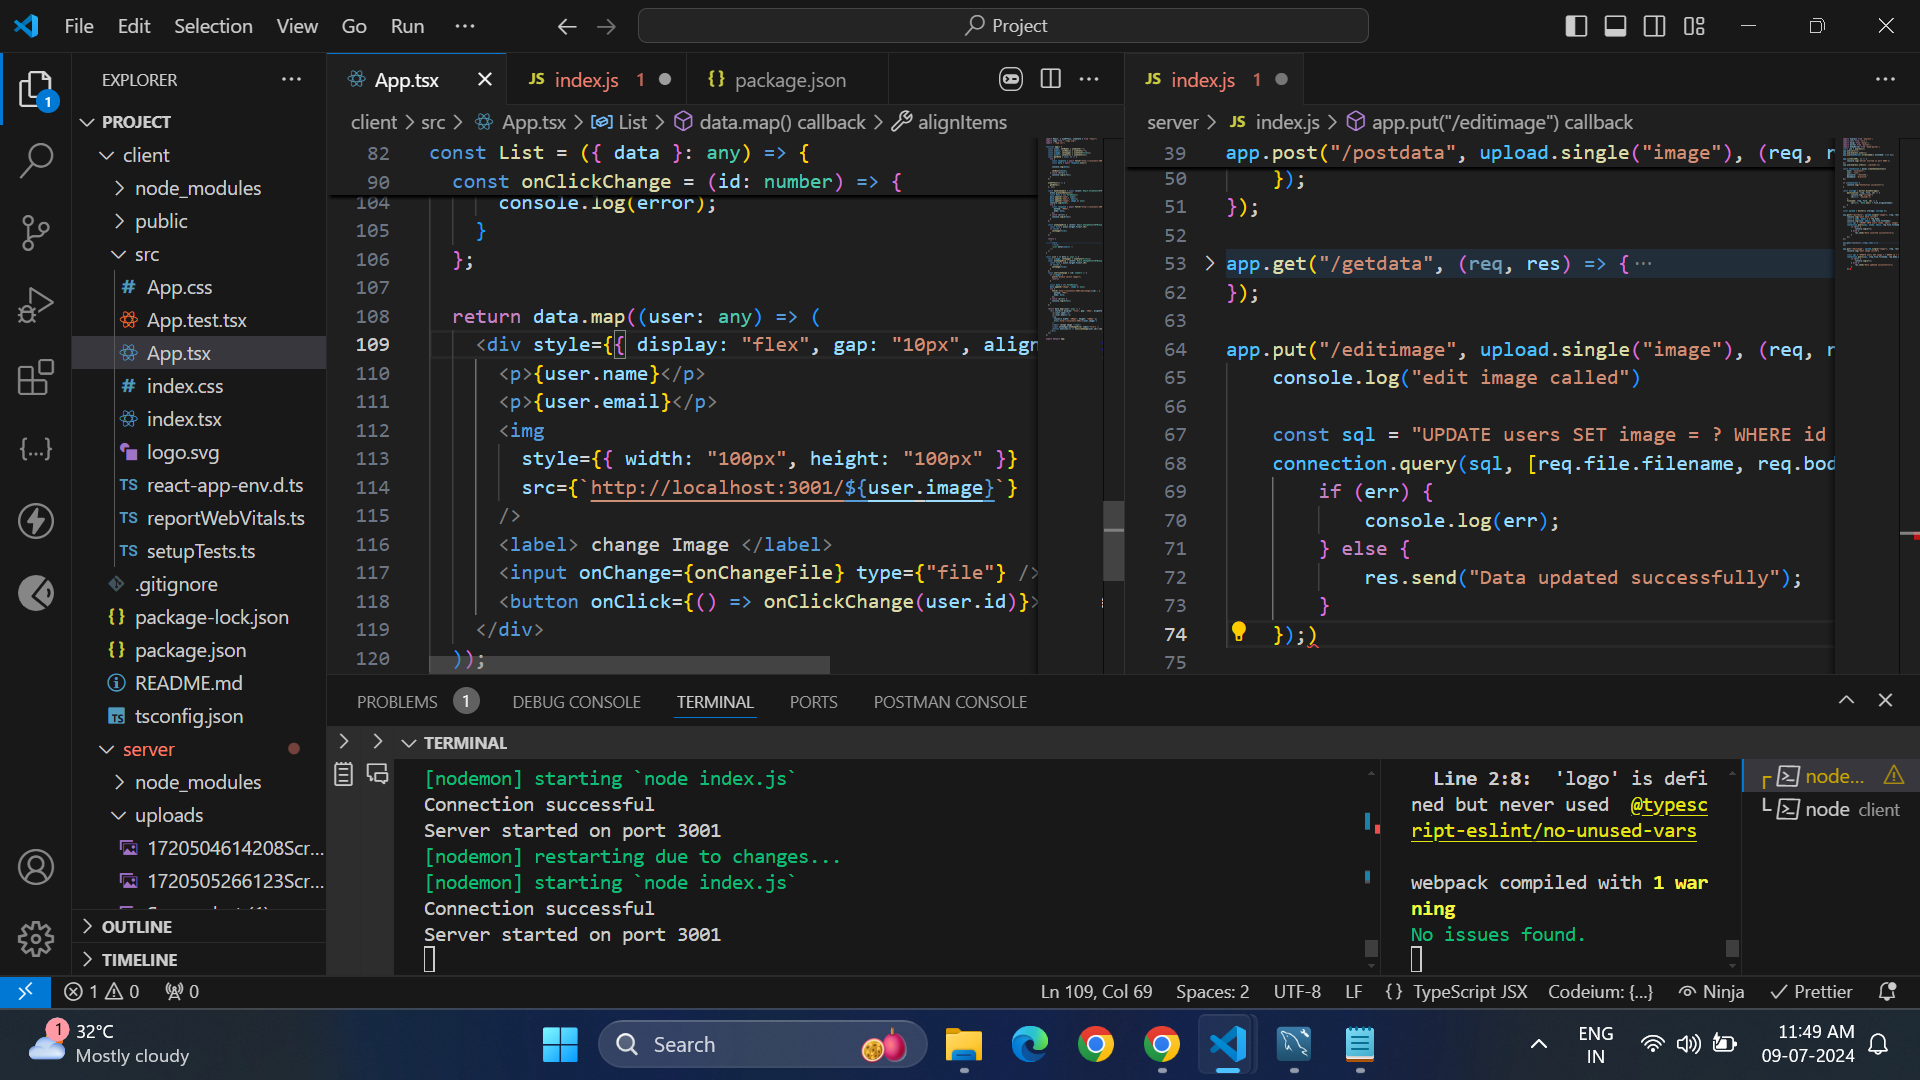 File Edit Selection View Go Run ···
Project
EXPLORER ···
PROJECT
client
node_modules
public
src
# App.css
App.test.tsx
App.tsx
# index.css
index.tsx
logo.svg
TS react-app-env.d.ts
TS reportWebVitals.ts
TS setupTests.ts
.gitignore
{} package-lock.json
{} package.json
README.md
TS tsconfig.json
server
node_modules
uploads
1720504614208Scr...
1720505266123Scr...
OUTLINE
TIMELINE
App.tsx
JS index.js 1
{} package.json
client > src > App.tsx > List > data.map() callback > alignItems
82 const List = ({ data }: any) => {
90 const onClickChange = (id: number) => {
104 console.log(error);
105 }
106 };
107
108 return data.map((user: any) => (
109 <div style={{ display: "flex", gap: "10px", align
110 <p>{user.name}</p>
111 <p>{user.email}</p>
112 <img
113 style={{ width: "100px", height: "100px" }}
114 src={`http://localhost:3001/${user.image}`}
115 />
116 <label> change Image </label>
117 <input onChange={onChangeFile} type={"file"} />
118 <button onClick={() => onClickChange(user.id)}>
119 </div>
120 ));
JS index.js 1
server > JS index.js > app.put("/editimage") callback
39 app.post("/postdata", upload.single("image"), (req, r
50 });
51 });
52
53 app.get("/getdata", (req, res) => { ···
62 });
63
64 app.put("/editimage", upload.single("image"), (req, r
65 console.log("edit image called")
66
67 const sql = "UPDATE users SET image = ? WHERE id
68 connection.query(sql, [req.file.filename, req.bod
69 if (err) {
70 console.log(err);
71 } else {
72 res.send("Data updated successfully");
73 }
74 });)
75
PROBLEMS 1 DEBUG CONSOLE TERMINAL PORTS POSTMAN CONSOLE
TERMINAL
[nodemon] starting `node index.js`
Connection successful
Server started on port 3001
[nodemon] restarting due to changes...
[nodemon] starting `node index.js`
Connection successful
Server started on port 3001
Line 2:8: 'logo' is defi
ned but never used @typesc
ript-eslint/no-unused-vars
webpack compiled with 1 war
ning
No issues found.
node...
node client
1 0 0
Ln 109, Col 69 Spaces: 2 UTF-8 LF {} TypeScript JSX Codeium: {...} Ninja Prettier
1 32°C
Mostly cloudy
Search
ENG
IN
11:49 AM
09-07-2024